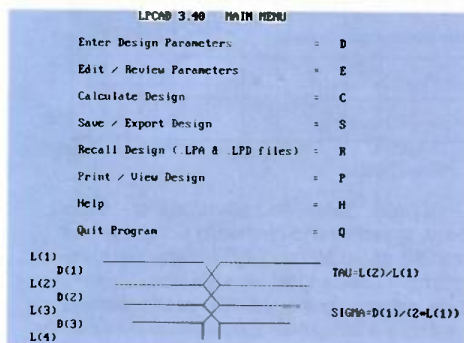 LPCAD 3.40 MAIN MENU
Enter Design Parameters = D
Edit / Review Parameters = E
Calculate Design = C
Save / Export Design = S
Recall Design (.LPA & .LPD files) = R
Print / View Design = P
Help = H
Quit Program = Q
L(1)
D(1)
TAU=L(2)/L(1)
L(2)
D(2)
L(3)
SIGMA=D(1)/(2*L(1))
D(3)
L(4)